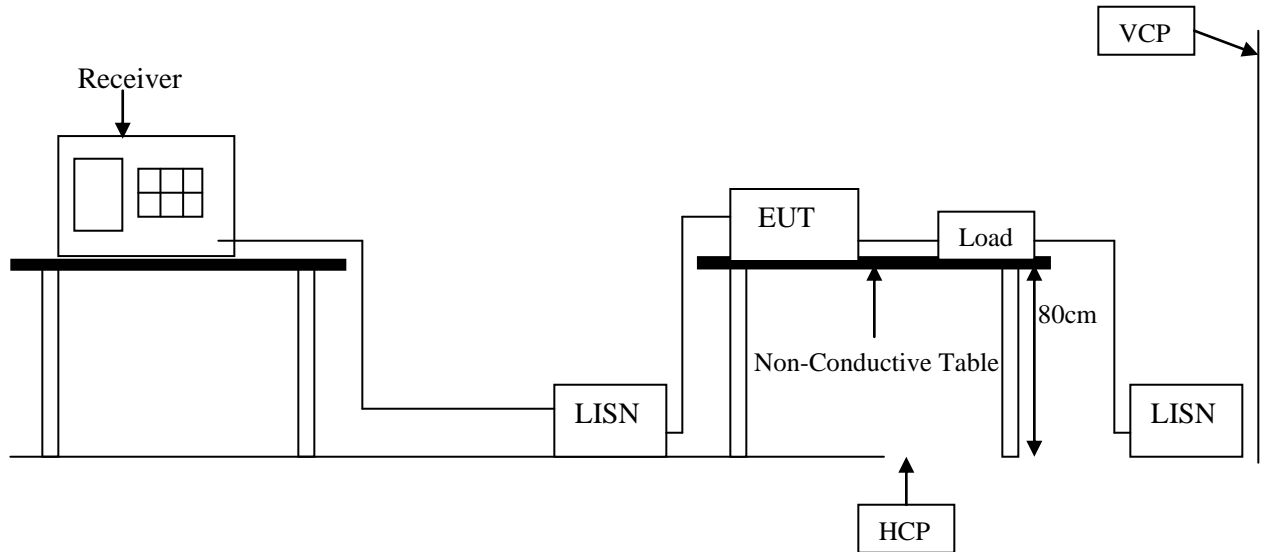 VCP
Receiver
EUT
Load
80cm
Non-Conductive Table
LISN
LISN
HCP